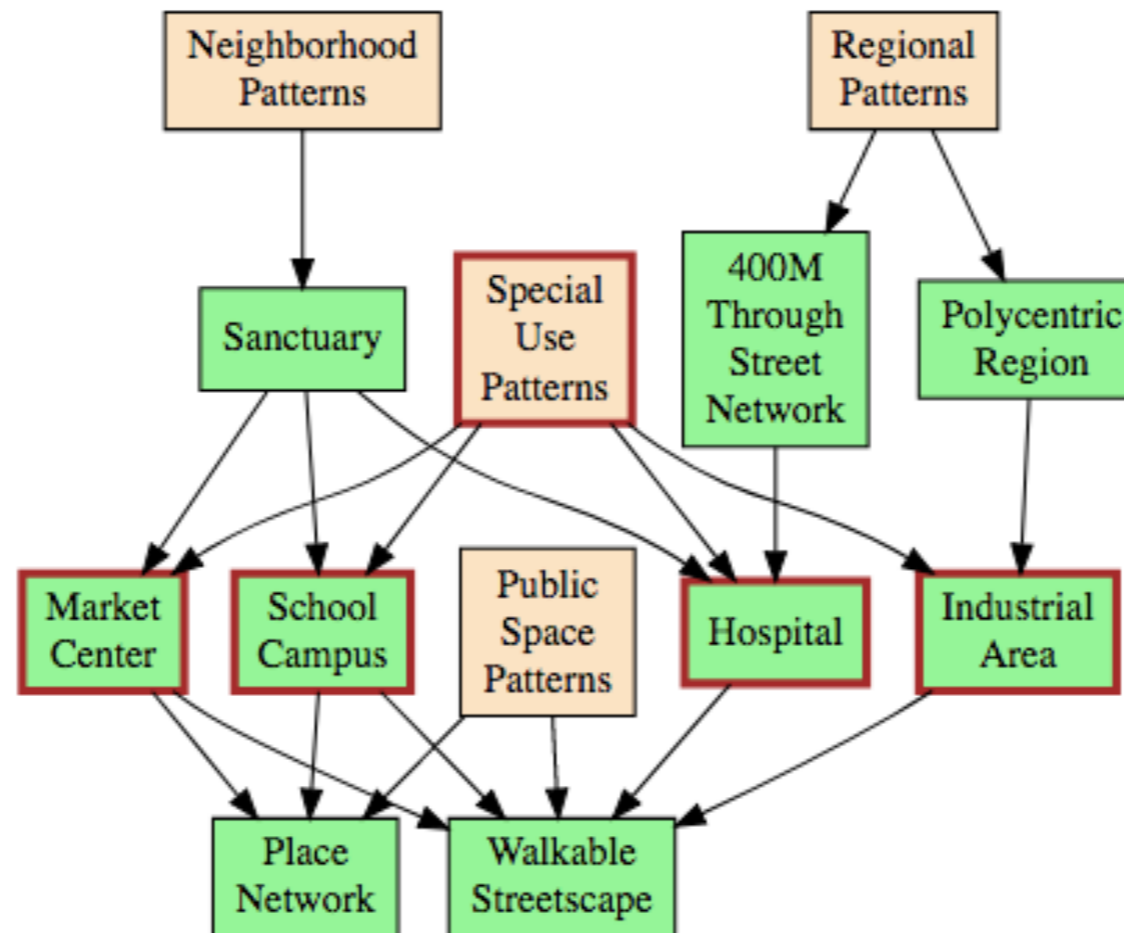 Neighborhood
Patterns
Regional
Patterns
Sanctuary
Special
Use
Patterns
400M
Through
Street
Network
Polycentric
Region
Market
Center
School
Campus
Public
Space
Patterns
Hospital
Industrial
Area
Place
Network
Walkable
Streetscape